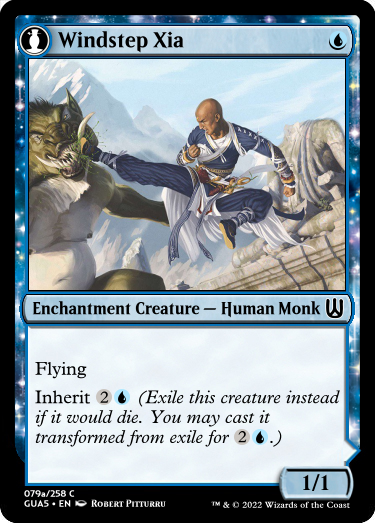 Windstep Xia
Enchantment Creature — Human Monk
Flying
Inherit 2 (Exile this creature instead
if it would die. You may cast it
transformed from exile for 2 .)
1/1
079a/258 C
GUA5 • EN Robert Pitturru
™ & © 2022 Wizards of the Coast